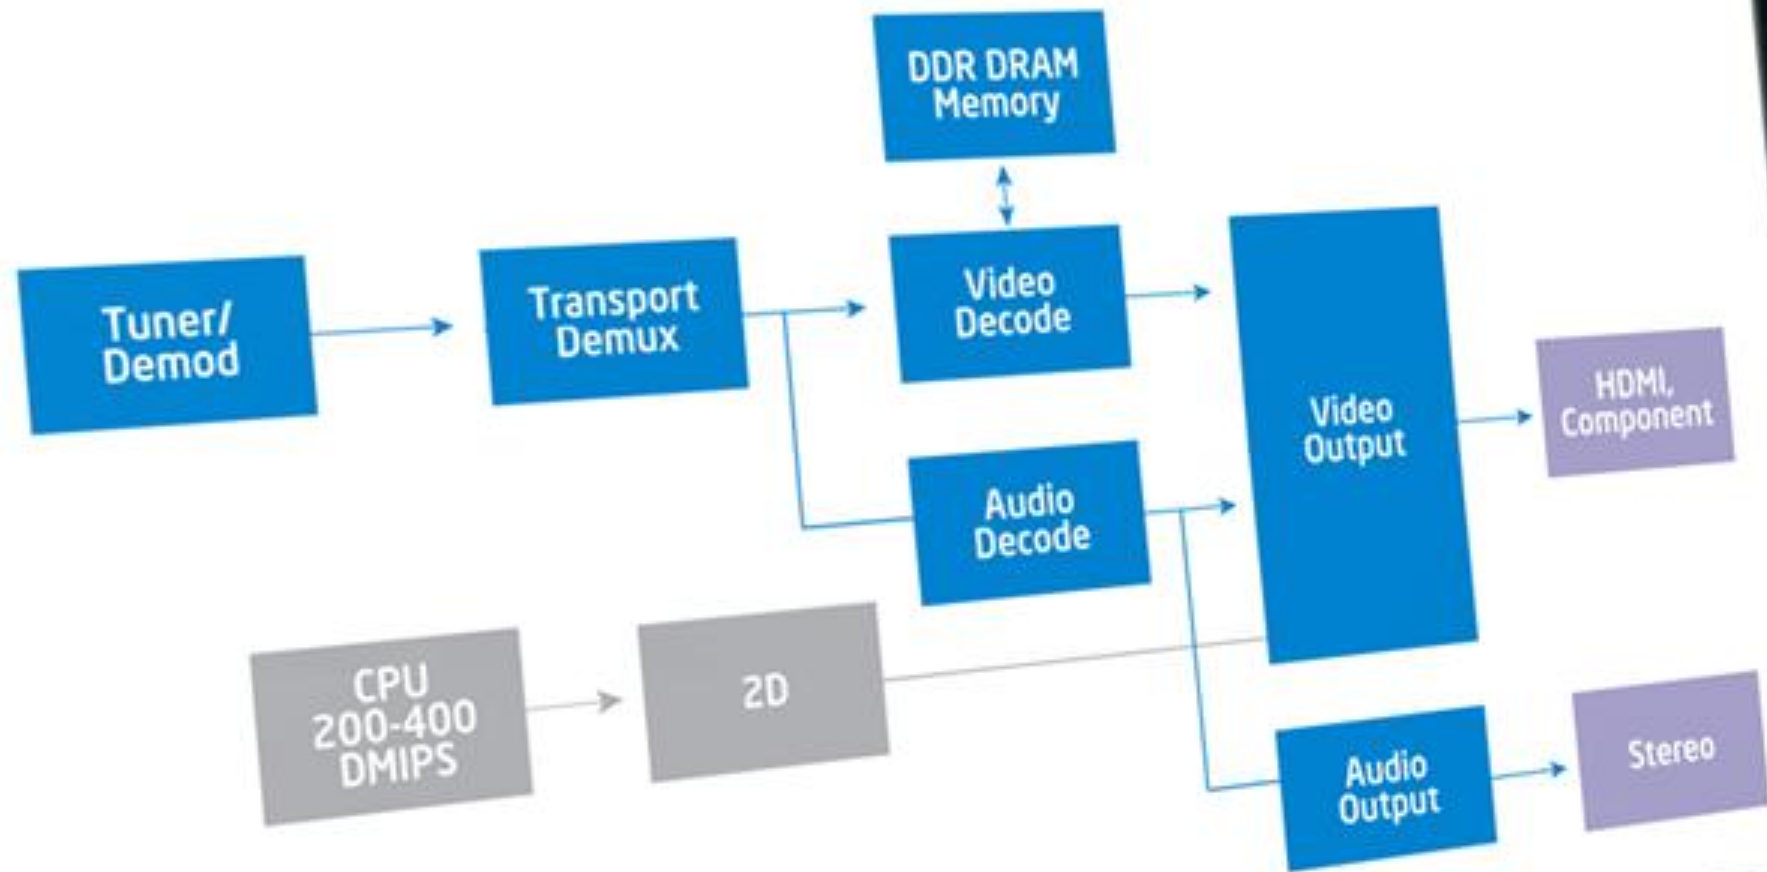 DDR DRAM
Memory
Tuner/
Demod
Transport
Demux
Video
Decode
Video
Output
HDMI,
Component
Audio
Decode
CPU
200-400
DMIPS
2D
Audio
Output
Stereo